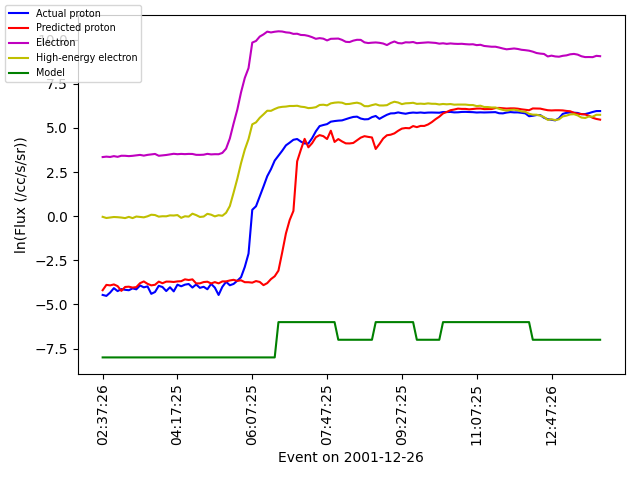 Actual proton
Predicted proton
Electron
High-energy electron
Model
7.5
5.0
2.5
0.0
−2.5
−5.0
−7.5
ln(Flux (/cc/s/sr))
02:37:26
04:17:25
06:07:25
07:47:25
09:27:25
11:07:25
12:47:26
Event on 2001-12-26